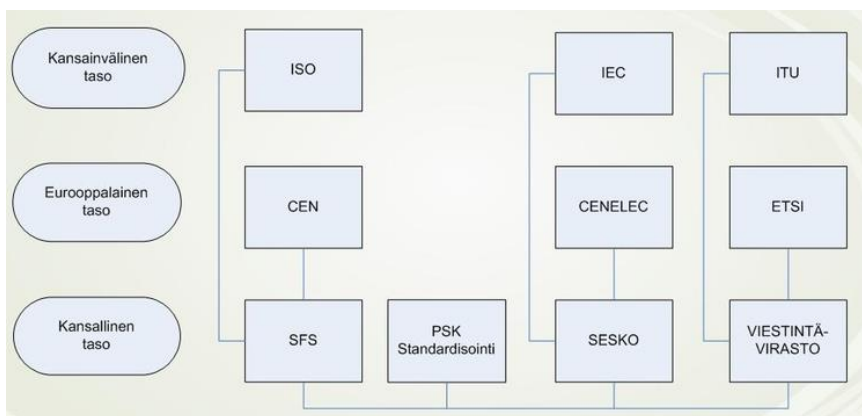 Kansainvälinen
taso
ISO
IEC
ITU
Eurooppalainen
taso
CEN
CENELEC
ETSI
Kansallinen
taso
SFS
PSK
Standardisointi
SESKO
VIESTINTÄ-
VIRASTO